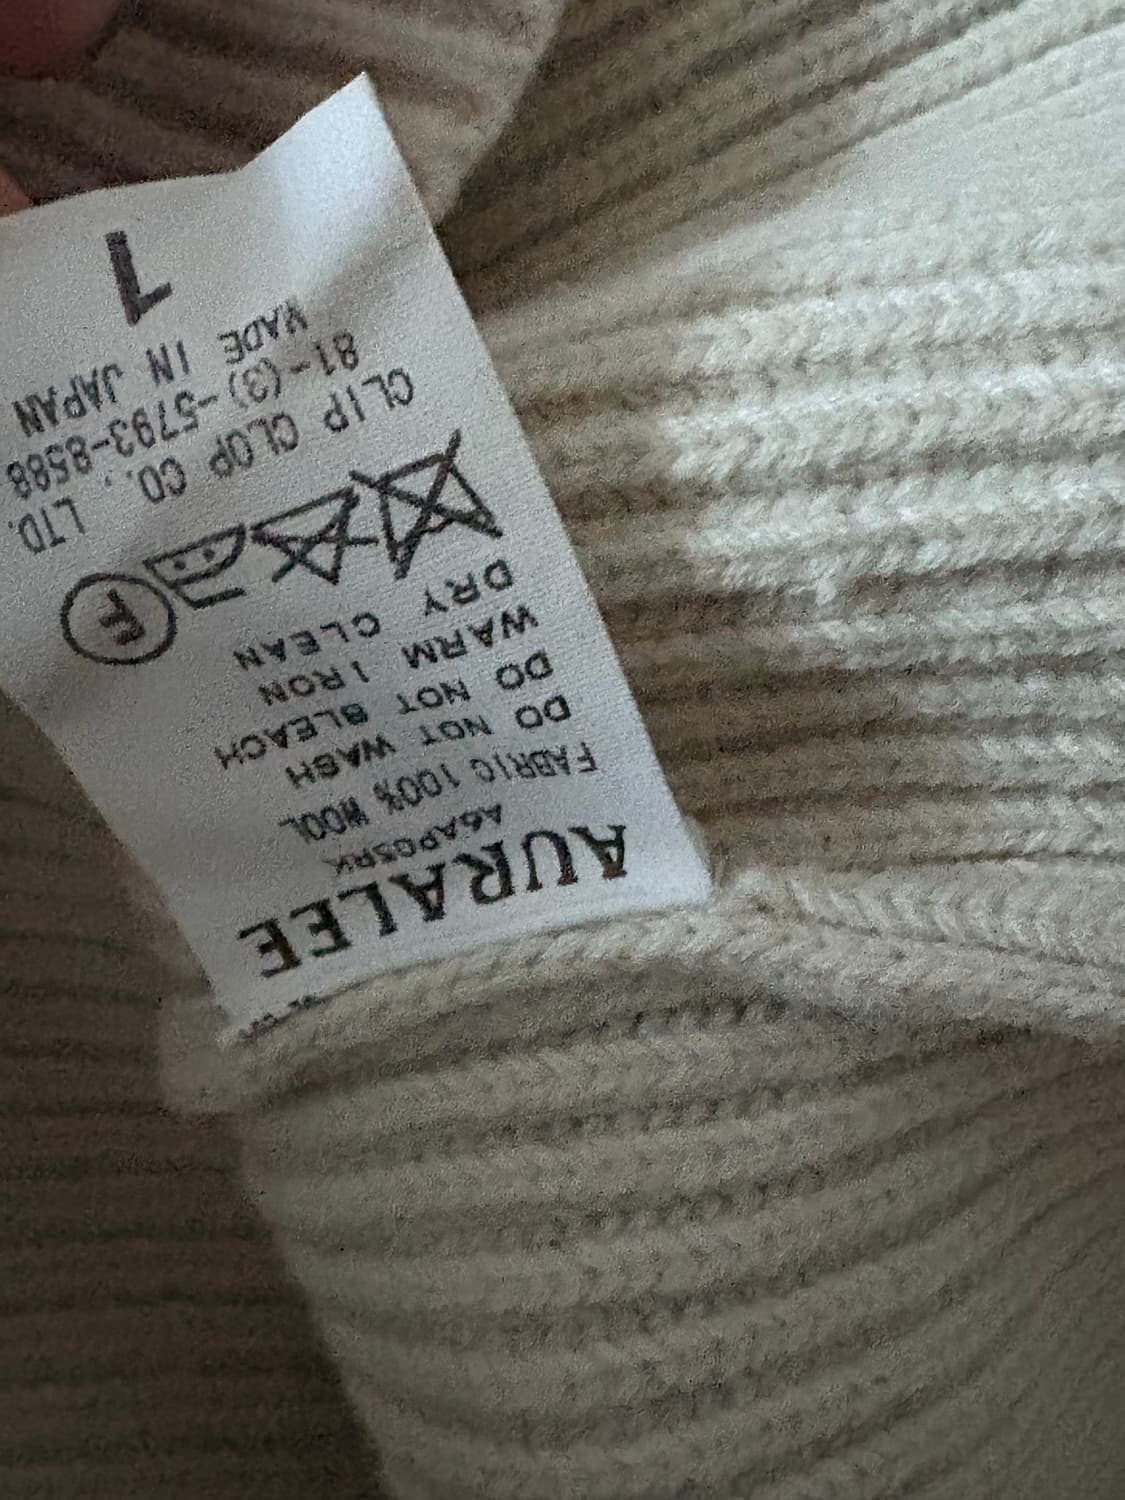 AURALEE
A6AP05RK
FABRIC 100% WOOL
DO NOT WASH
DO NOT BLEACH
WARM IRON
DRY CLEAN
F
CLIP CLOP CO., LTD.
81-(3)-5793-8588
MADE IN JAPAN
1